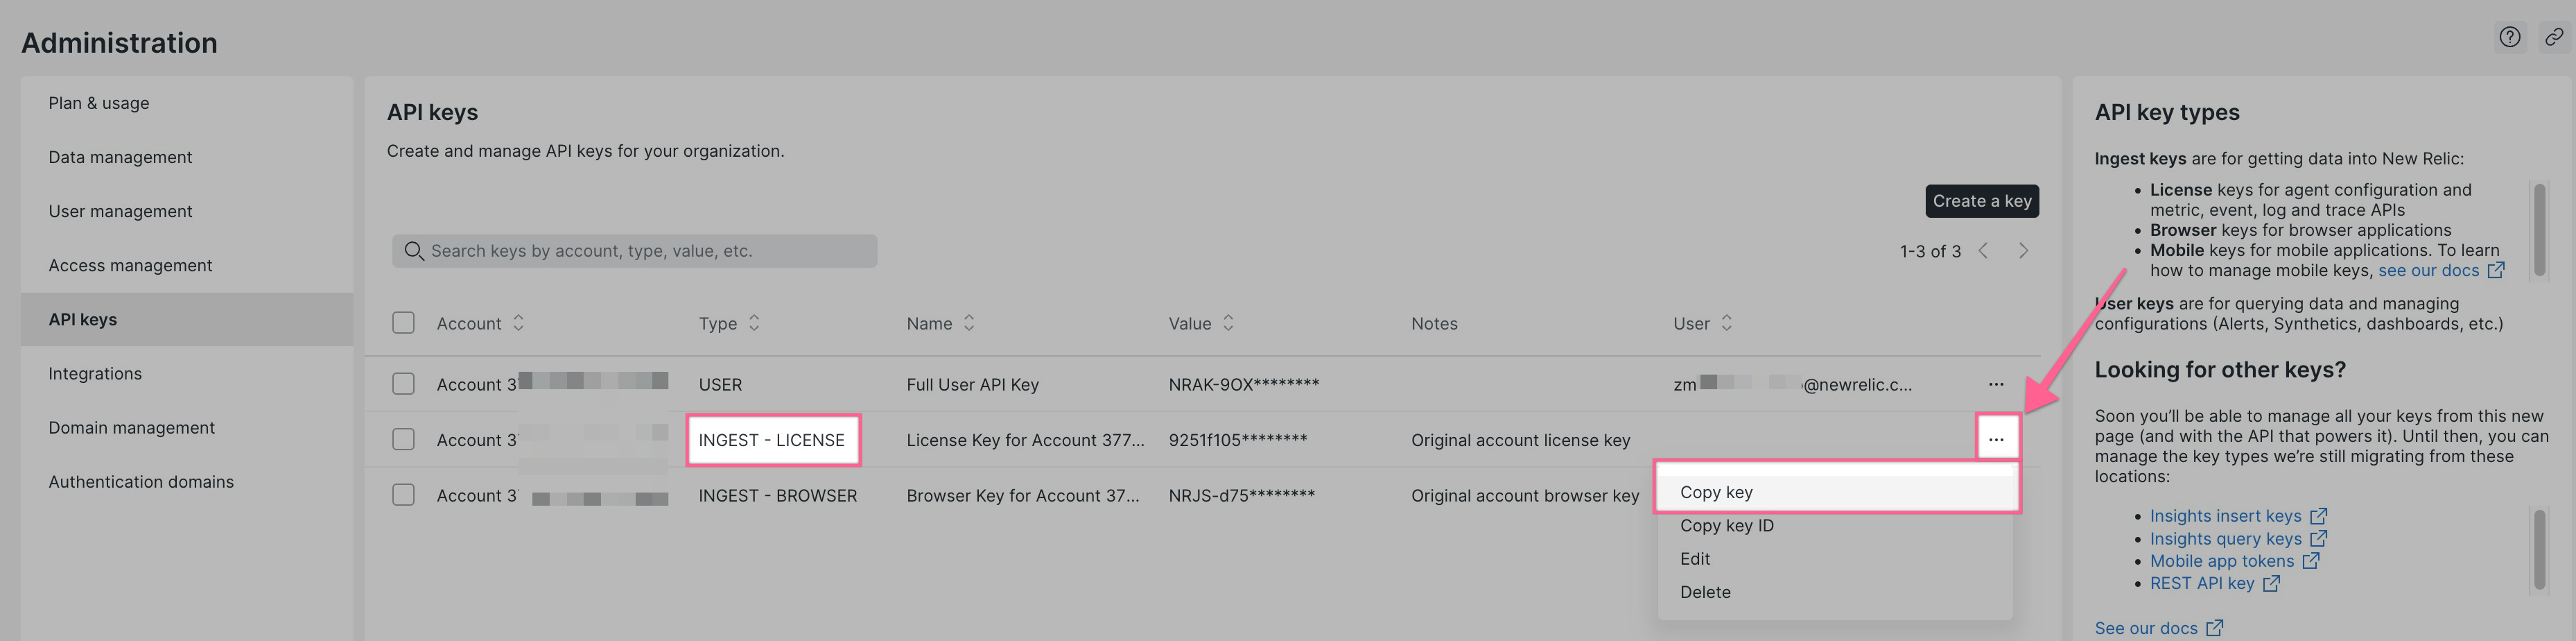 Administration
Plan & usage
Data management
User management
Access management
API keys
Integrations
Domain management
Authentication domains
API keys
Create and manage API keys for your organization.
Create a key
Search keys by account, type, value, etc.
1-3 of 3
Account Type Name Value Notes User
Account 3 USER Full User API Key NRAK-9OX******** zm @newrelic.c... ...
Account 3 INGEST - LICENSE License Key for Account 377... 9251f105******** Original account license key ...
Account 3 INGEST - BROWSER Browser Key for Account 37... NRJS-d75******** Original account browser key
Copy key
Copy key ID
Edit
Delete
API key types
Ingest keys are for getting data into New Relic:
• License keys for agent configuration and
metric, event, log and trace APIs
• Browser keys for browser applications
• Mobile keys for mobile applications. To learn
how to manage mobile keys, see our docs
User keys are for querying data and managing
configurations (Alerts, Synthetics, dashboards, etc.)
Looking for other keys?
Soon you'll be able to manage all your keys from this new
page (and with the API that powers it). Until then, you can
manage the key types we're still migrating from these
locations:
• Insights insert keys
• Insights query keys
• Mobile app tokens
• REST API key
See our docs